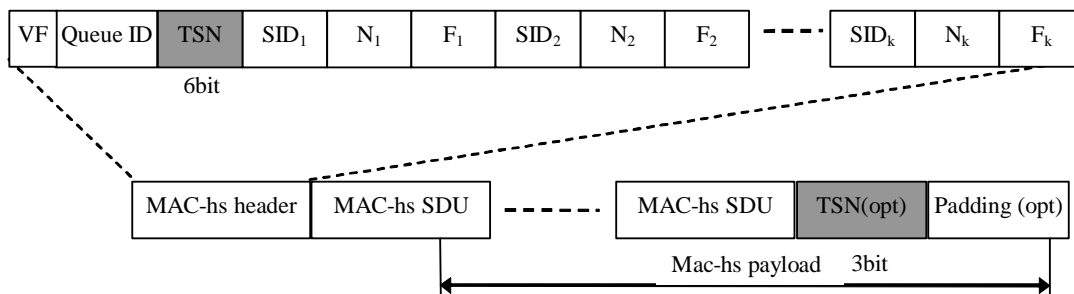 VF Queue ID TSN SID₁ N₁ F₁ SID₂ N₂ F₂ SIDₖ Nₖ Fₖ
6bit
MAC-hs header MAC-hs SDU MAC-hs SDU TSN(opt) Padding (opt)
Mac-hs payload 3bit